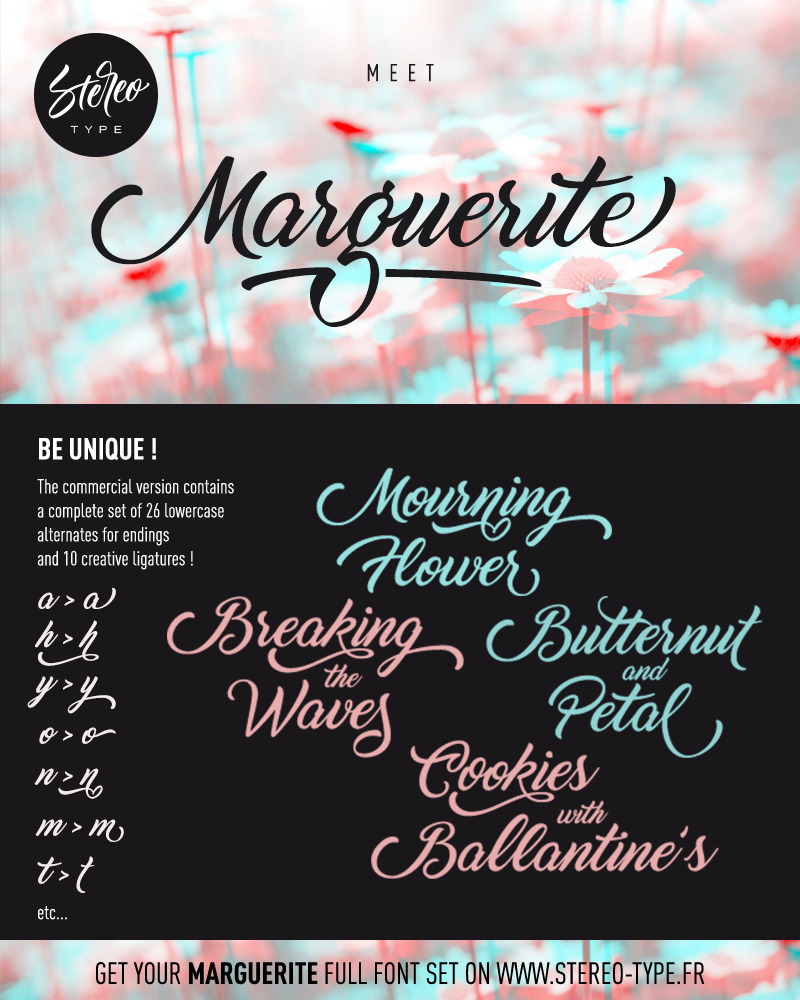 Stereo
TYPE
MEET
Marguerite
BE UNIQUE !
The commercial version contains
a complete set of 26 lowercase
alternates for endings
and 10 creative ligatures !
a > a
h > h
y > y
o > o
n > n
m > m
t > t
etc...
Mourning
Flower
Breaking
the
Waves
Butternut
and
Petal
Cookies
with
Ballantine's
GET YOUR MARGUERITE FULL FONT SET ON WWW.STEREO-TYPE.FR